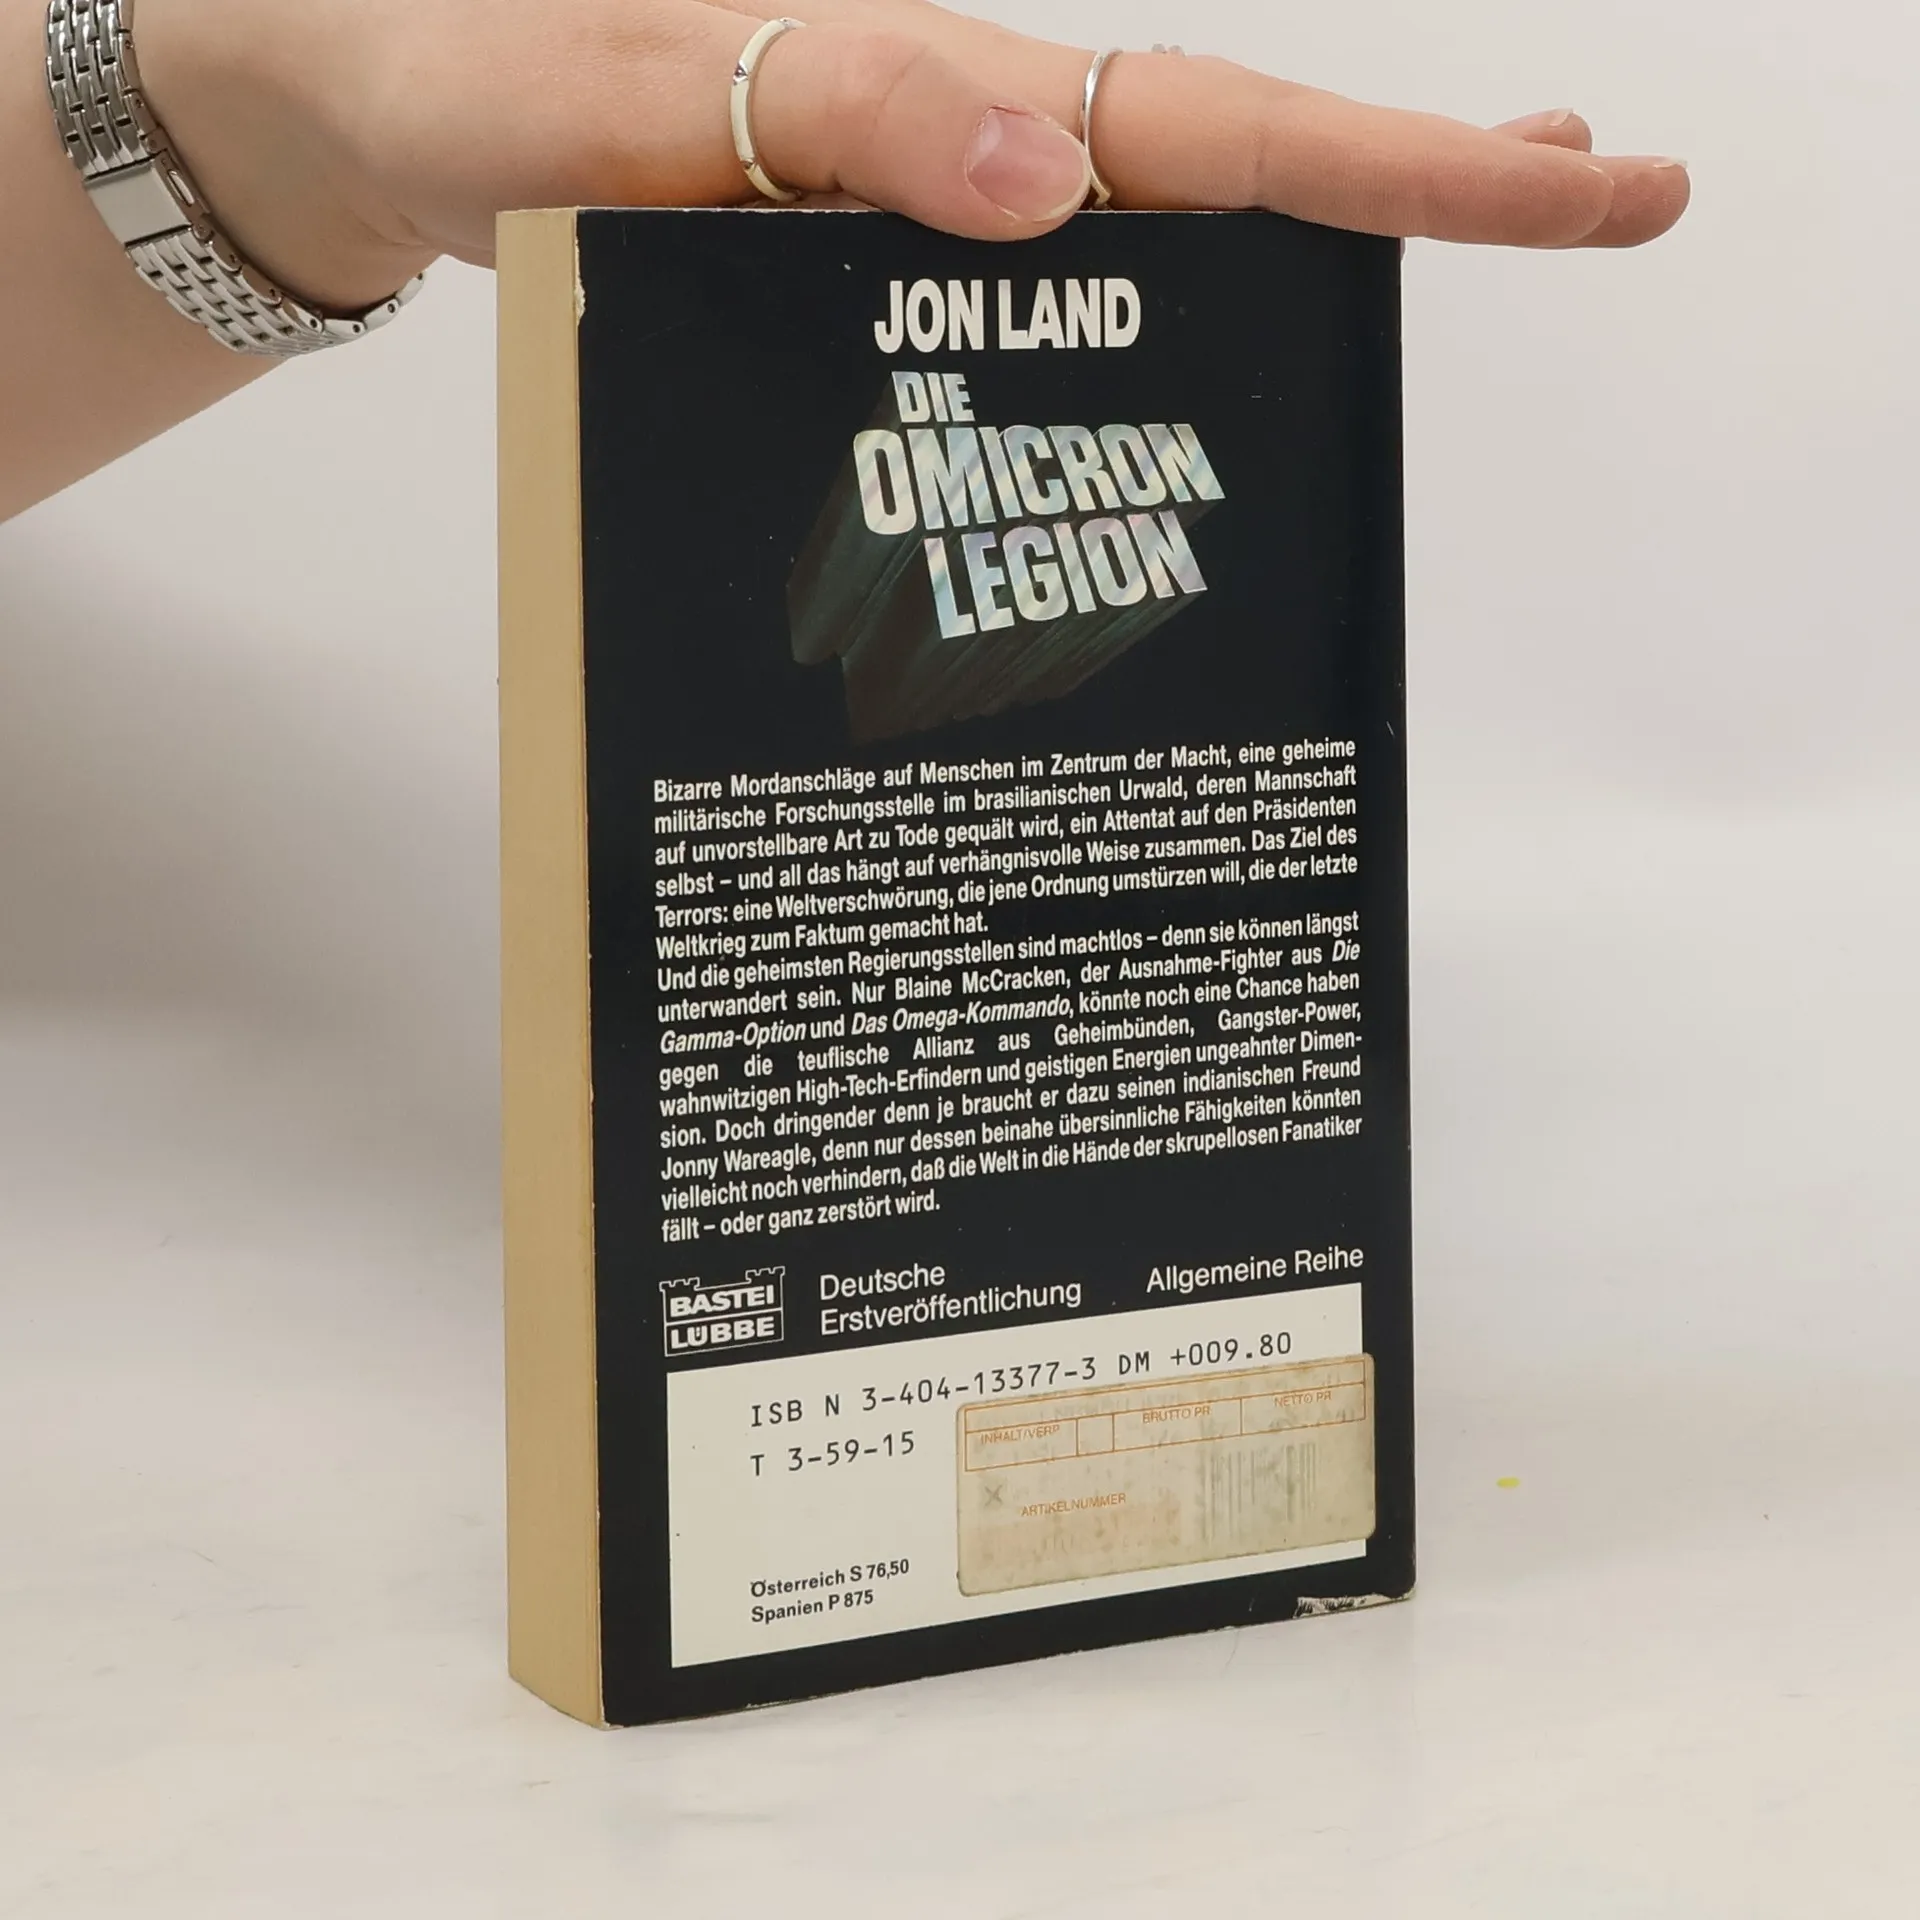 JON LAND
DIE
OMICRON
LEGION
Bizarre Mordanschläge auf Menschen im Zentrum der Macht, eine geheime
militärische Forschungsstelle im brasilianischen Urwald, deren Mannschaft
auf unvorstellbare Art zu Tode gequält wird, ein Attentat auf den Präsidenten
selbst – und all das hängt auf verhängnisvolle Weise zusammen. Das Ziel des
Terrors: eine Weltverschwörung, die jene Ordnung umstürzen will, die der letzte
Weltkrieg zum Faktum gemacht hat.
Und die geheimsten Regierungsstellen sind machtlos – denn sie können längst
unterwandert sein. Nur Blaine McCracken, der Ausnahme-Fighter aus Die
Gamma-Option und Das Omega-Kommando, könnte noch eine Chance haben
gegen die teuflische Allianz aus Geheimbünden, Gangster-Power,
wahnwitzigen High-Tech-Erfindern und geistigen Energien ungeahnter Dimen-
sion. Doch dringender denn je braucht er dazu seinen indianischen Freund
Jonny Wareagle, denn nur dessen beinahe übersinnliche Fähigkeiten könnten
vielleicht noch verhindern, daß die Welt in die Hände der skrupellosen Fanatiker
fällt – oder ganz zerstört wird.
BASTEI
LÜBBE
Deutsche
Erstveröffentlichung
Allgemeine Reihe
ISB N 3-404-13377-3 DM +009.80
T 3-59-15
INHALT/VERP
BRUTTO PR
NETTO PR
ARTIKELNUMMER
Österreich S 76,50
Spanien P 875